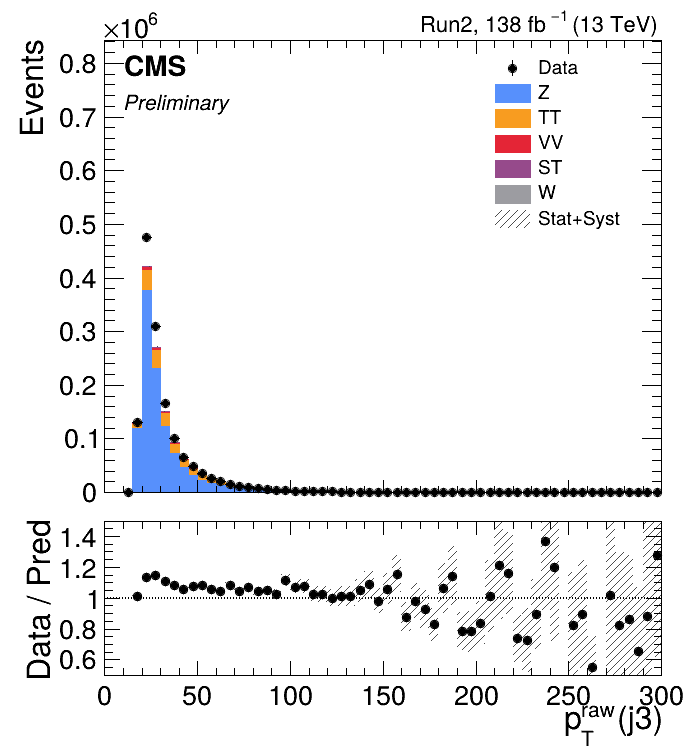 ×10⁶
Run2, 138 fb⁻¹ (13 TeV)
CMS
Preliminary
Events
0.8
0.7
0.6
0.5
0.4
0.3
0.2
0.1
0
Data
Z
TT
VV
ST
W
Stat+Syst
Data / Pred
1.4
1.2
1
0.8
0.6
0 50 100 150 200 250 300
p_T^raw(j3)